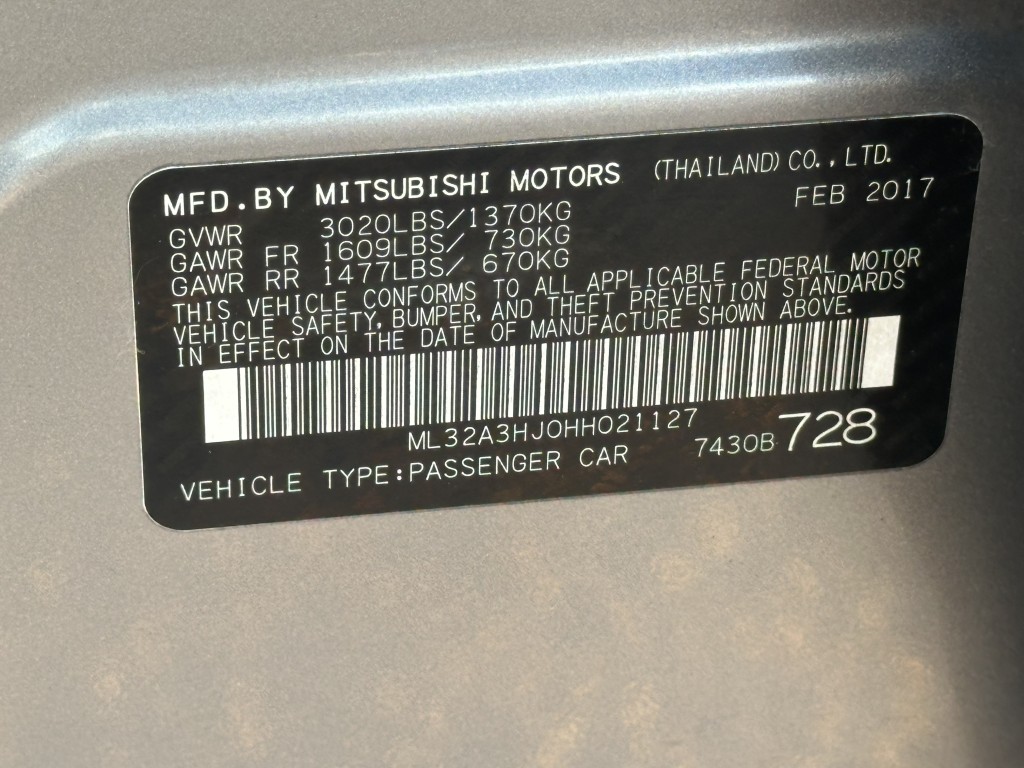 MFD.BY MITSUBISHI MOTORS (THAILAND) CO.,LTD.
FEB 2017
GVWR 3020LBS/1370KG
GAWR FR 1609LBS/ 730KG
GAWR RR 1477LBS/ 670KG
THIS VEHICLE CONFORMS TO ALL APPLICABLE FEDERAL MOTOR
VEHICLE SAFETY, BUMPER, AND THEFT PREVENTION STANDARDS
IN EFFECT ON THE DATE OF MANUFACTURE SHOWN ABOVE.
ML32A3HJ0HH021127
7430B 728
VEHICLE TYPE:PASSENGER CAR